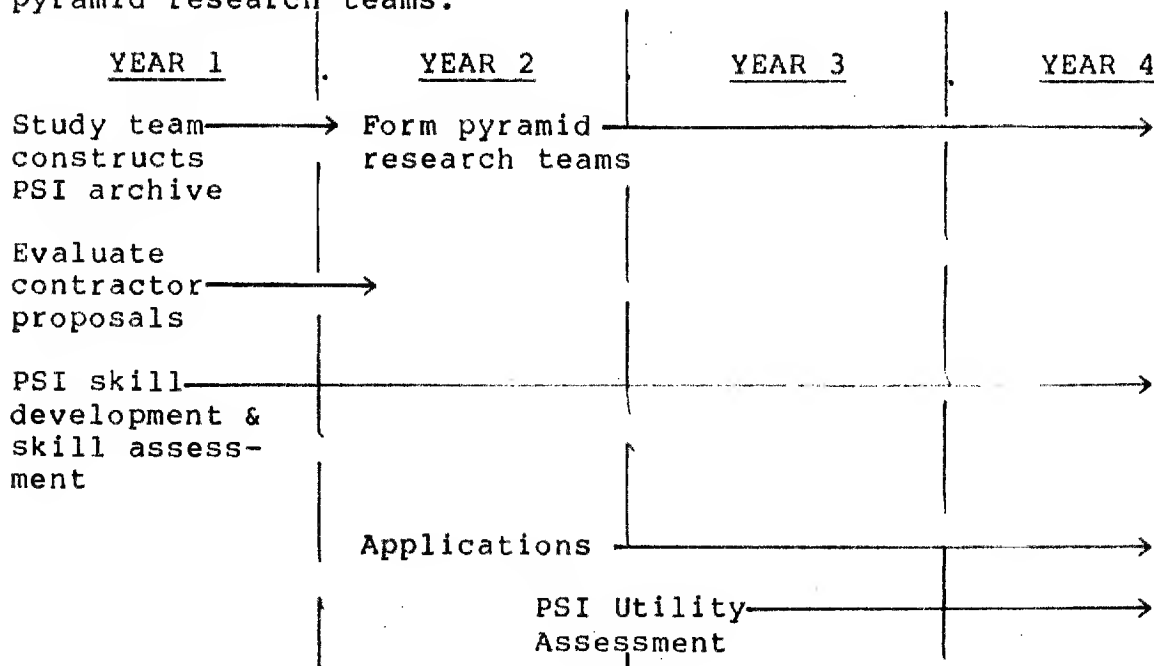 pyramid research teams.
YEAR 1 YEAR 2 YEAR 3 YEAR 4
Study team Form pyramid
constructs research teams
PSI archive
Evaluate
contractor
proposals
PSI skill
development &
skill assess-
ment
Applications
PSI Utility
Assessment